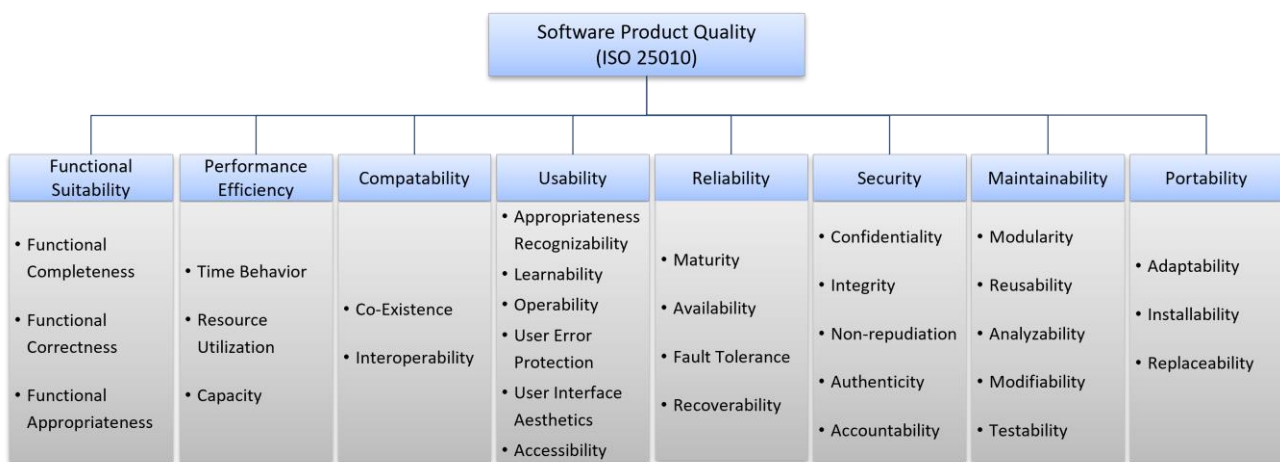 Software Product Quality
(ISO 25010)
Functional
Suitability
• Functional
Completeness
• Functional
Correctness
• Functional
Appropriateness
Performance
Efficiency
• Time Behavior
• Resource
Utilization
• Capacity
Compatability
• Co-Existence
• Interoperability
Usability
• Appropriateness
Recognizability
• Learnability
• Operability
• User Error
Protection
• User Interface
Aesthetics
• Accessibility
Reliability
• Maturity
• Availability
• Fault Tolerance
• Recoverability
Security
• Confidentiality
• Integrity
• Non-repudiation
• Authenticity
• Accountability
Maintainability
• Modularity
• Reusability
• Analyzability
• Modifiability
• Testability
Portability
• Adaptability
• Installability
• Replaceability